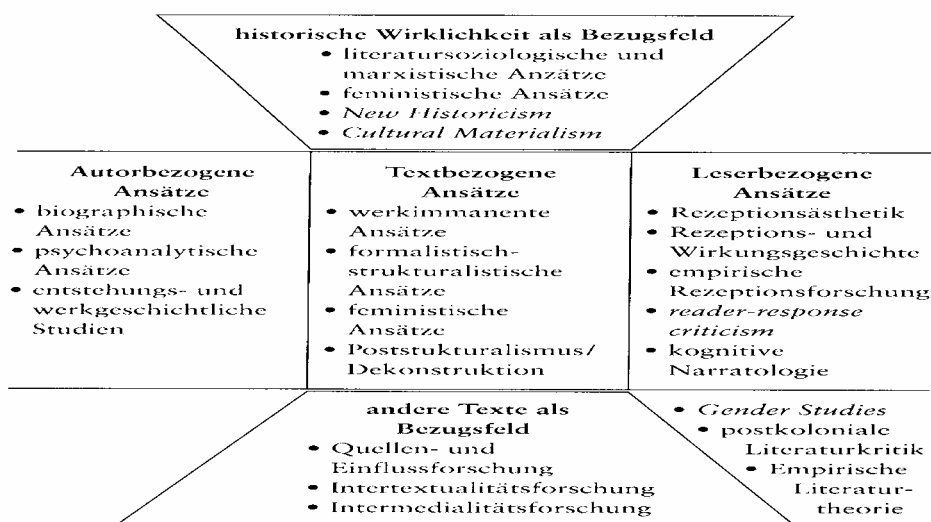 historische Wirklichkeit als Bezugsfeld
• literatursoziologische und
marxistische Anzätze
• feministische Ansätze
• New Historicism
• Cultural Materialism
Autorbezogene
Ansätze
• biographische
Ansätze
• psychoanalytische
Ansätze
• entstehungs- und
werkgeschichtliche
Studien
Textbezogene
Ansätze
• werkimmanente
Ansätze
• formalistisch-
strukturalistische
Ansätze
• feministische
Ansätze
• Poststukturalismus/
Dekonstruktion
Leserbezogene
Ansätze
• Rezeptionsästhetik
• Rezeptions- und
Wirkungsgeschichte
• empirische
Rezeptionsforschung
• reader-response
criticism
• kognitive
Narratologie
andere Texte als
Bezugsfeld
• Quellen- und
Einflussforschung
• Intertextualitätsforschung
• Intermedialitätsforschung
• Gender Studies
• postkoloniale
Literaturkritik
• Empirische
Literatur-
theorie